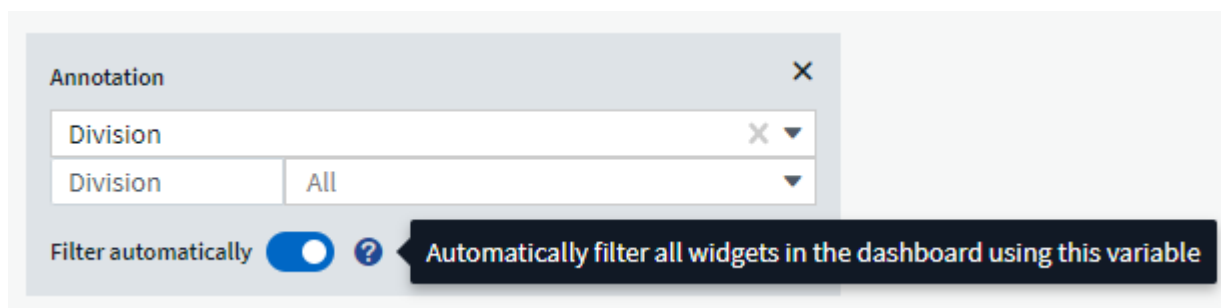 Annotation
Division
Division All
Filter automatically ? Automatically filter all widgets in the dashboard using this variable